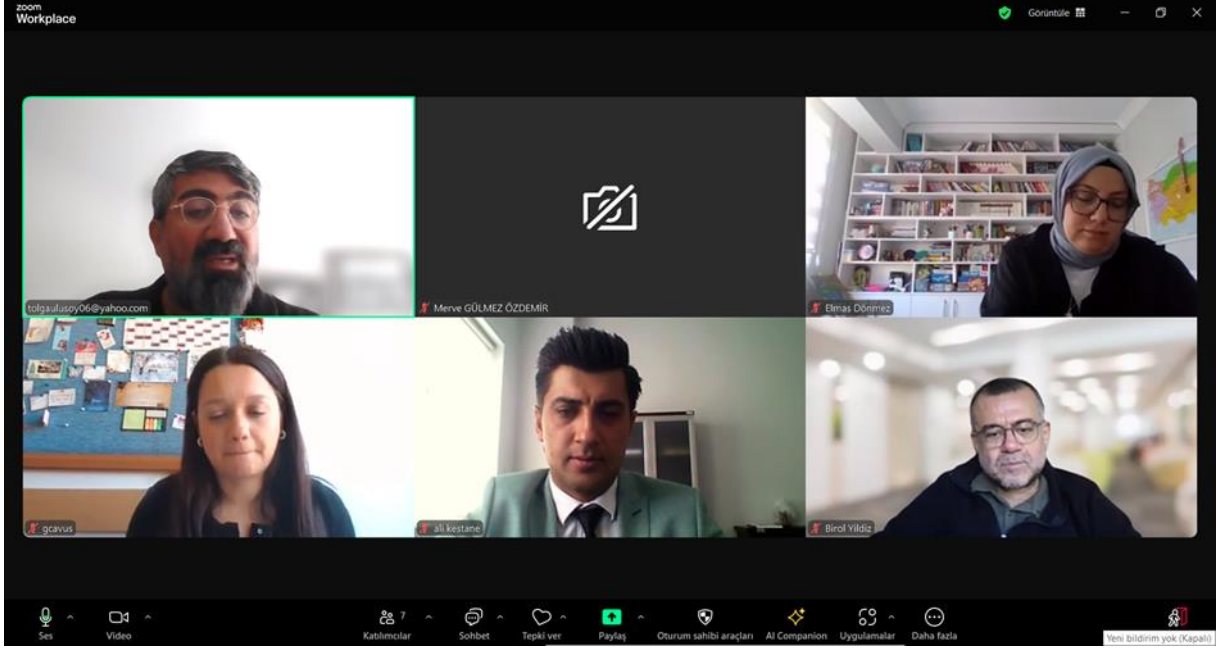 zoom
Workplace
Görüntüle
tolgaulusoy06@yahoo.com
Merve GÜLMEZ ÖZDEMİR
Elmas Dönmez
gcavus
ali kestane
Birol Yildiz
Ses
Video
Katılımcılar
7
Sohbet
Tepki ver
Paylaş
Oturum sahibi araçları
AI Companion
Uygulamalar
Daha fazla
Yeni bildirim yok (Kapalı)